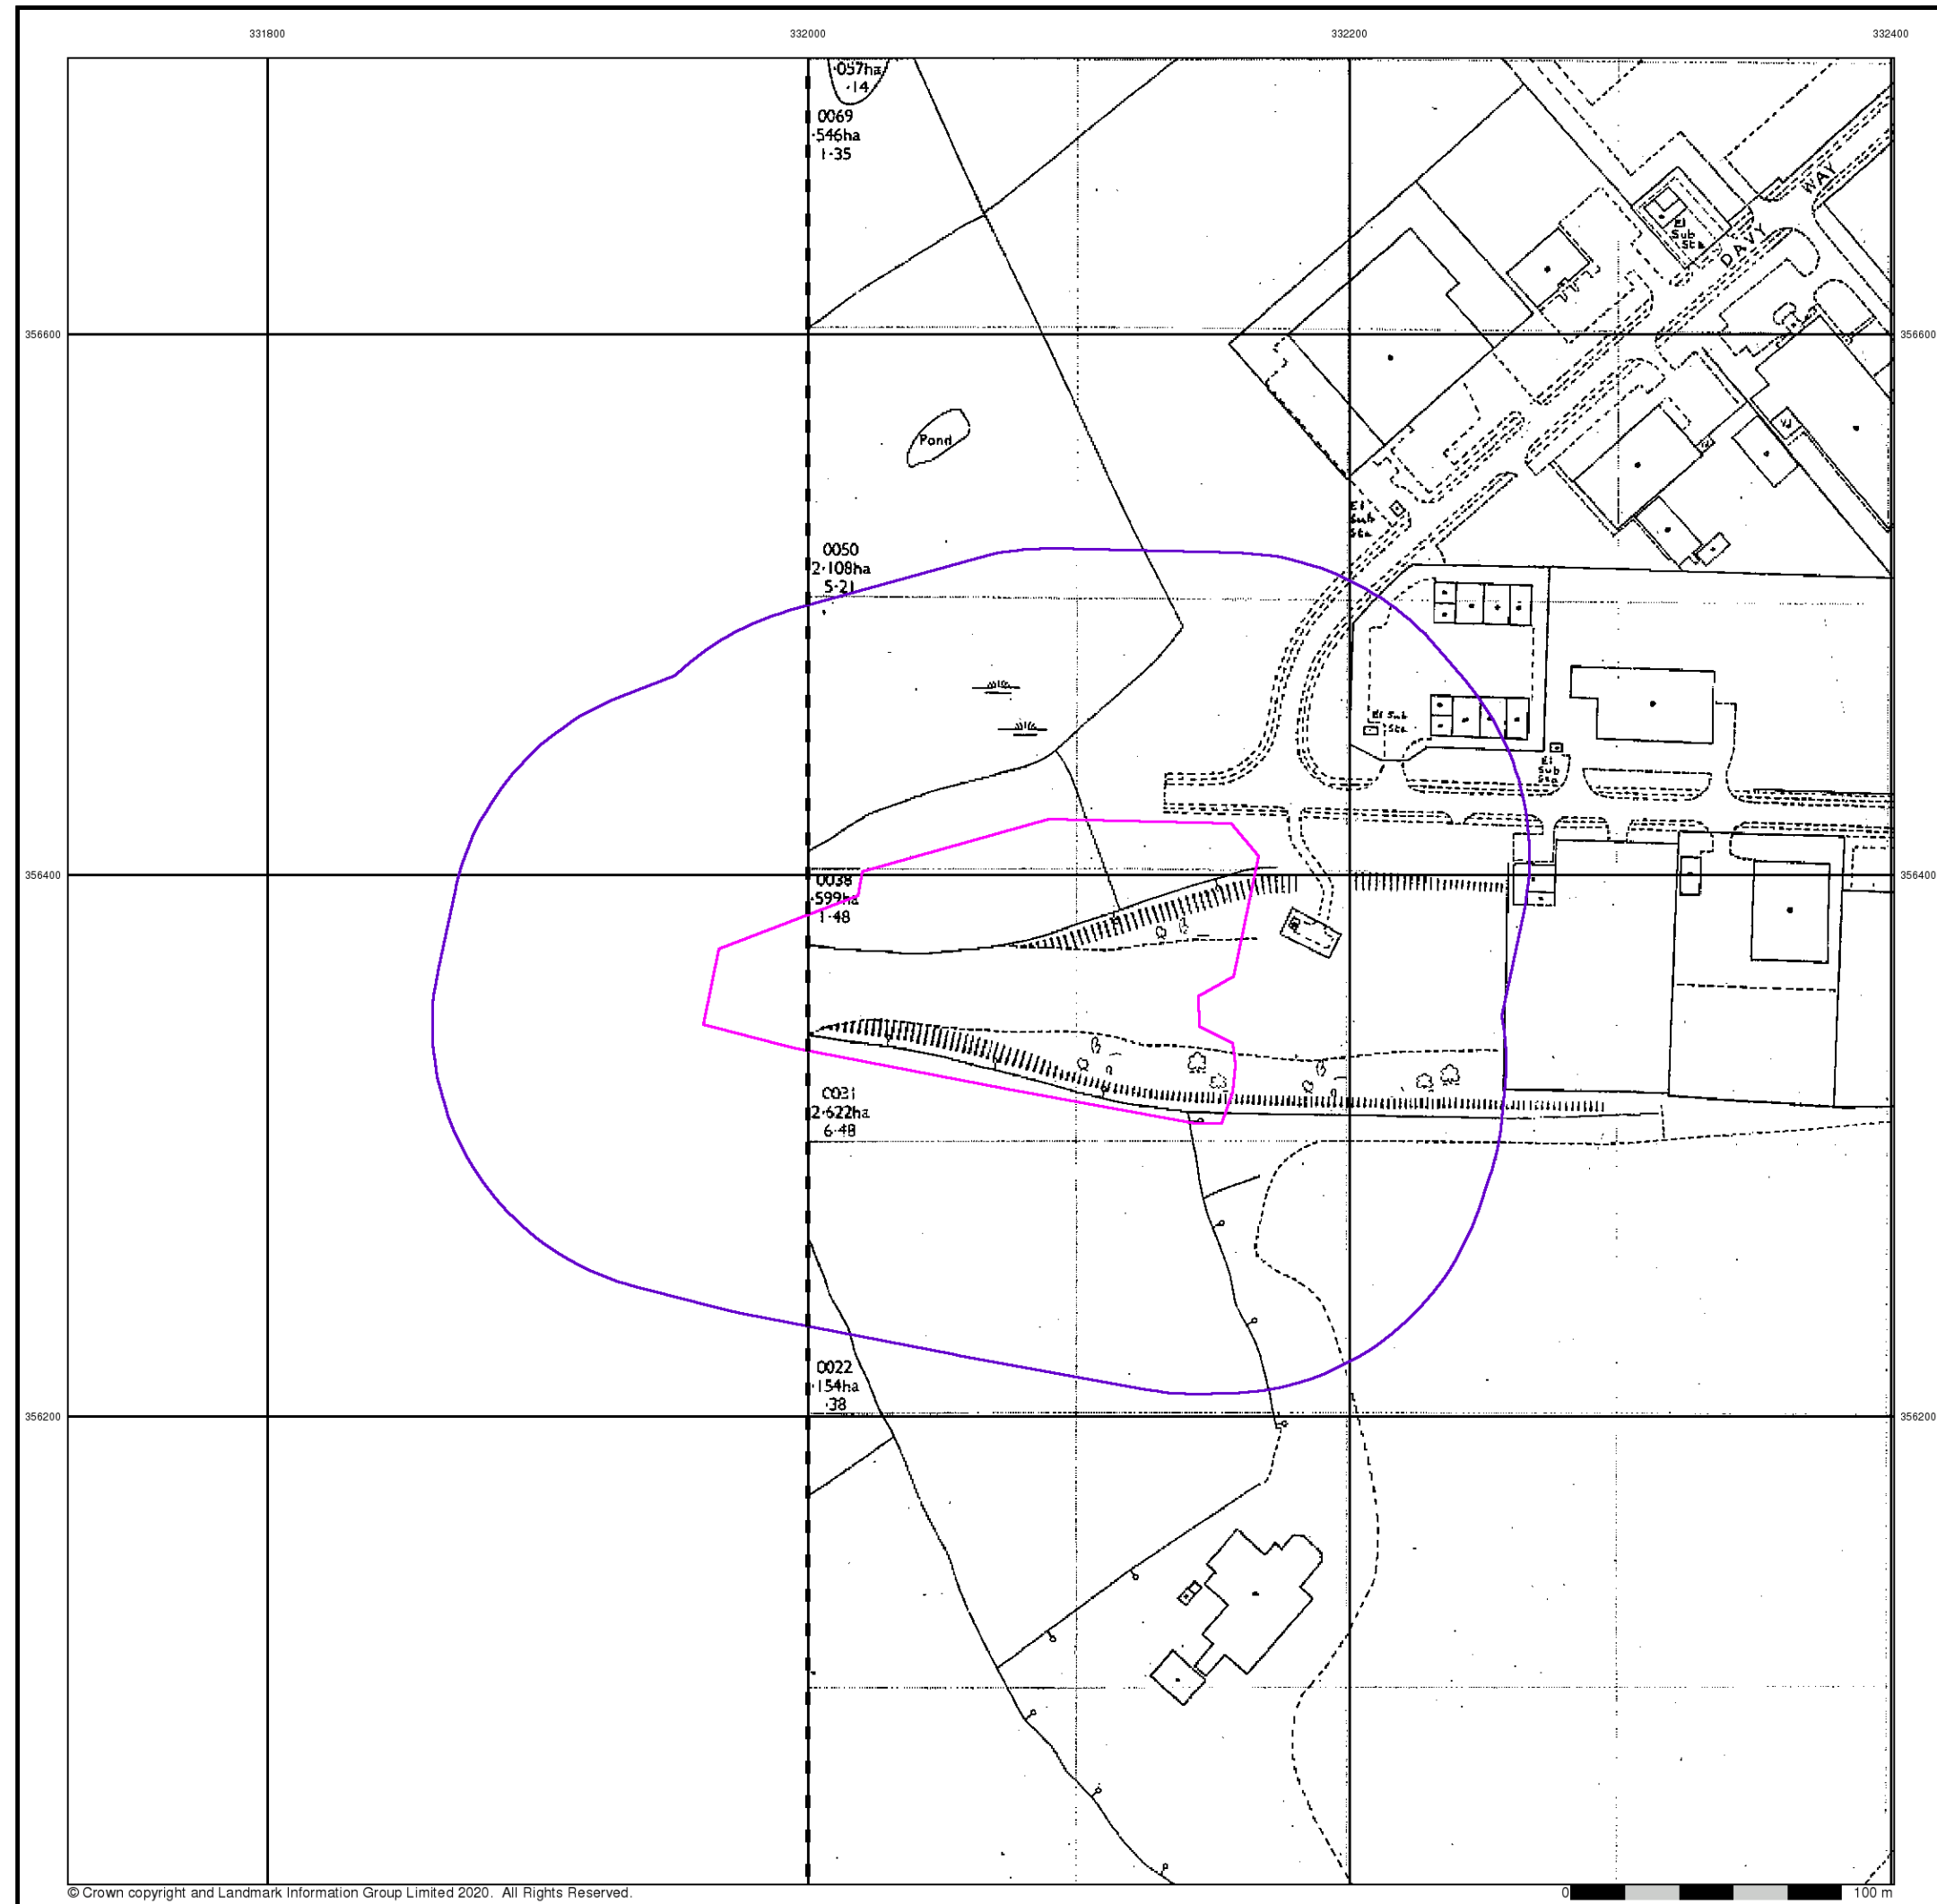 331800
332000
332200
332400
·057ha
·14
0069
·546ha
1·35
WAY
DAVY
El
Sub
Sta
356600
356600
Pond
El
Sub
Sta
0050
2·108ha
5·21
El Sub
Sta
El
Sub
Sta
356400
356400
0038
·599ha
1·48
0031
2·622ha
6·48
0022
·154ha
·38
356200
356200
© Crown copyright and Landmark Information Group Limited 2020. All Rights Reserved.
0
100 m